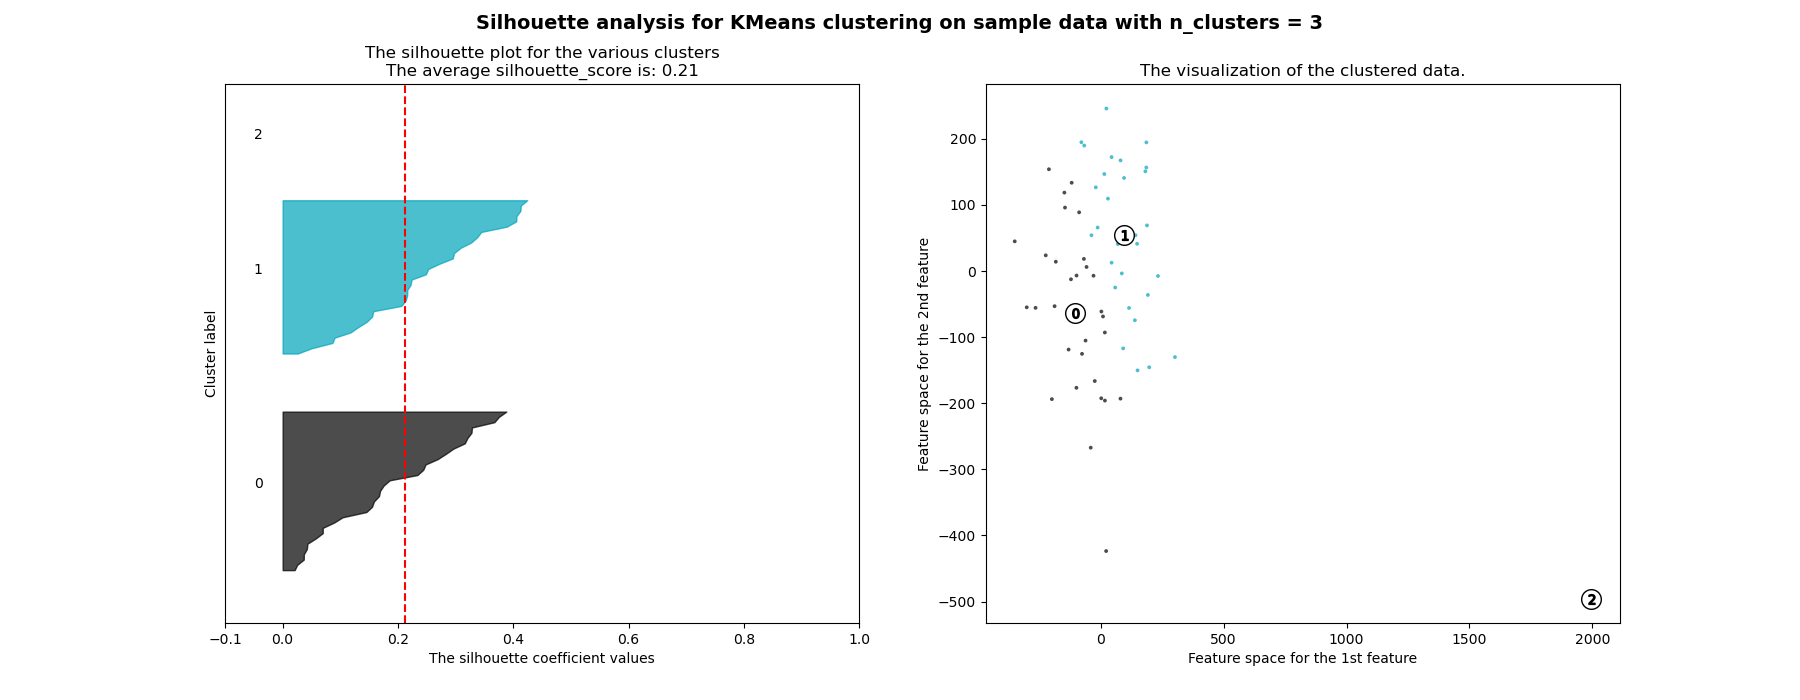 Silhouette analysis for KMeans clustering on sample data with n_clusters = 3
The silhouette plot for the various clusters
The average silhouette_score is: 0.21
2
1
0
Cluster label
−0.1 0.0 0.2 0.4 0.6 0.8 1.0
The silhouette coefficient values
The visualization of the clustered data.
200
100
0
−100
−200
−300
−400
−500
Feature space for the 2nd feature
1
0
2
0 500 1000 1500 2000
Feature space for the 1st feature